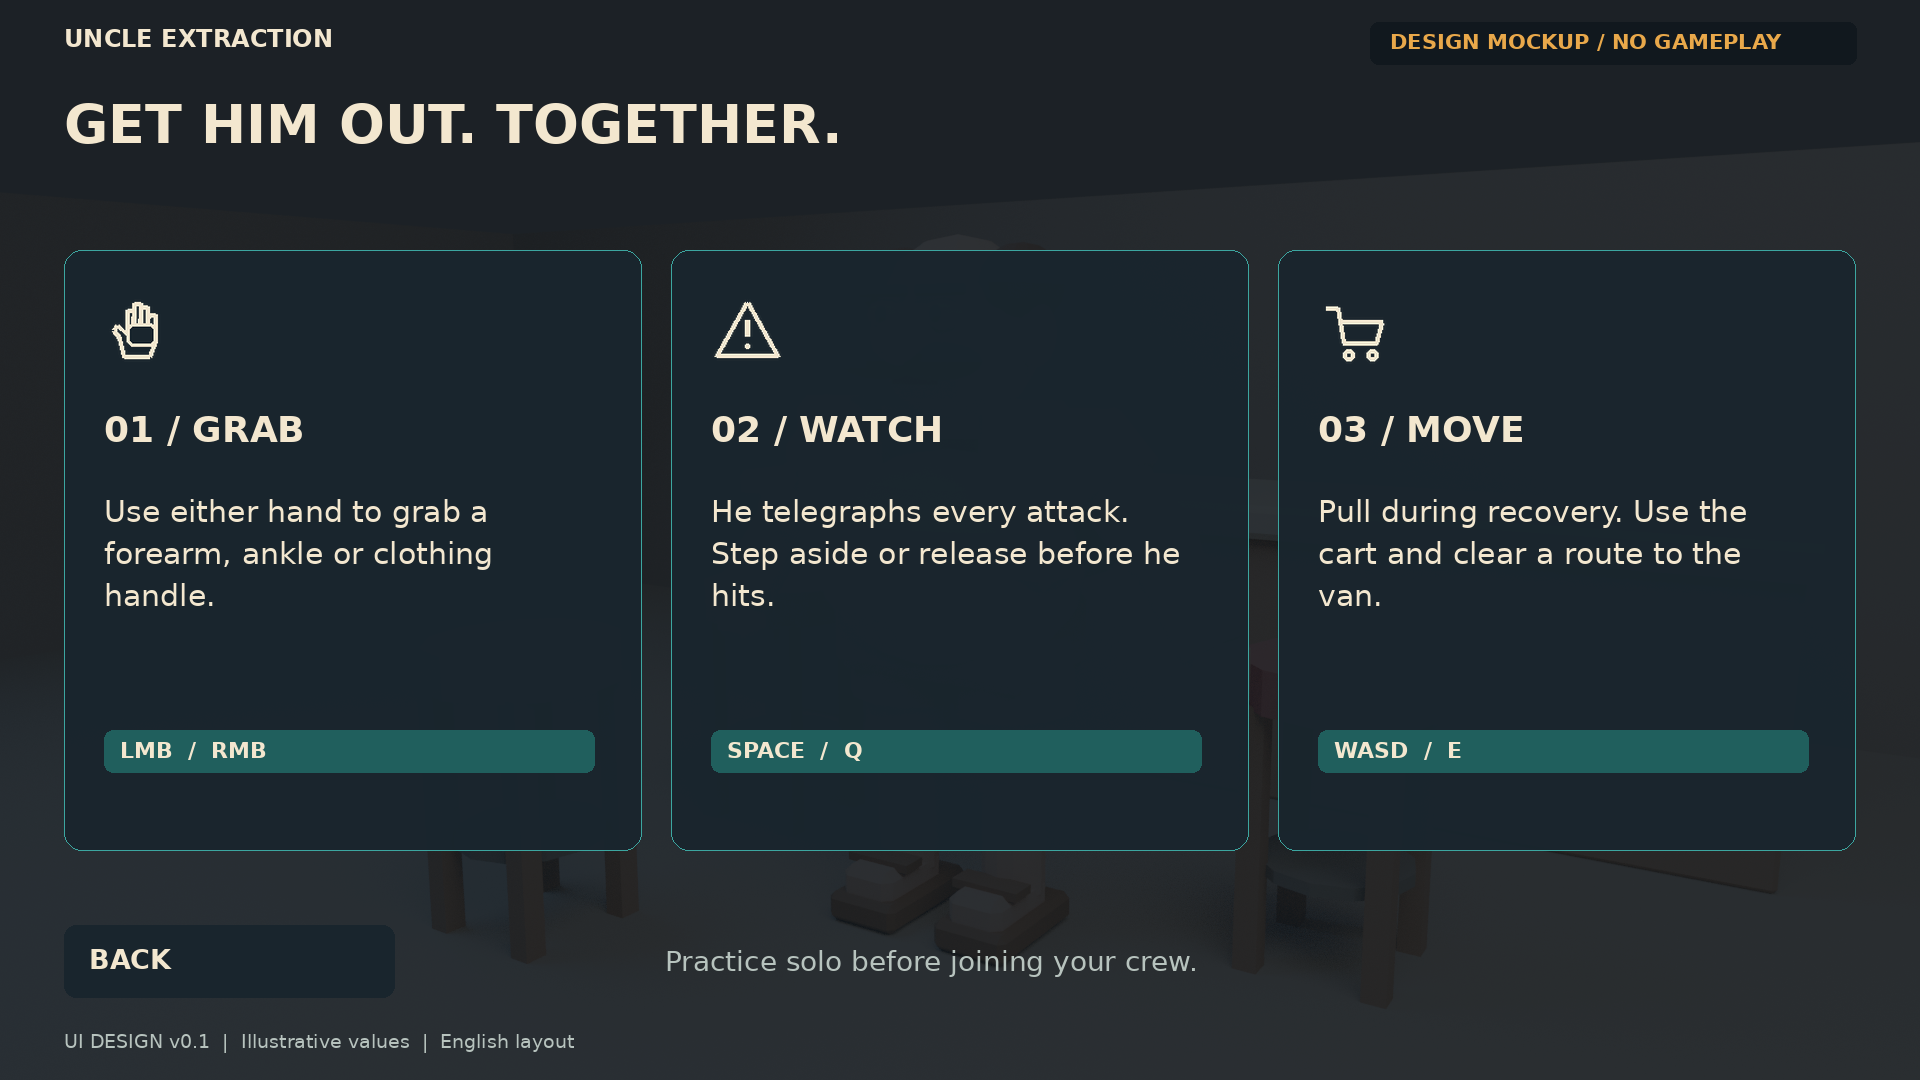 UNCLE EXTRACTION
DESIGN MOCKUP / NO GAMEPLAY
GET HIM OUT. TOGETHER.
01 / GRAB
Use either hand to grab a
forearm, ankle or clothing
handle.
LMB / RMB
02 / WATCH
He telegraphs every attack.
Step aside or release before he
hits.
SPACE / Q
03 / MOVE
Pull during recovery. Use the
cart and clear a route to the
van.
WASD / E
BACK
Practice solo before joining your crew.
UI DESIGN v0.1 | Illustrative values | English layout